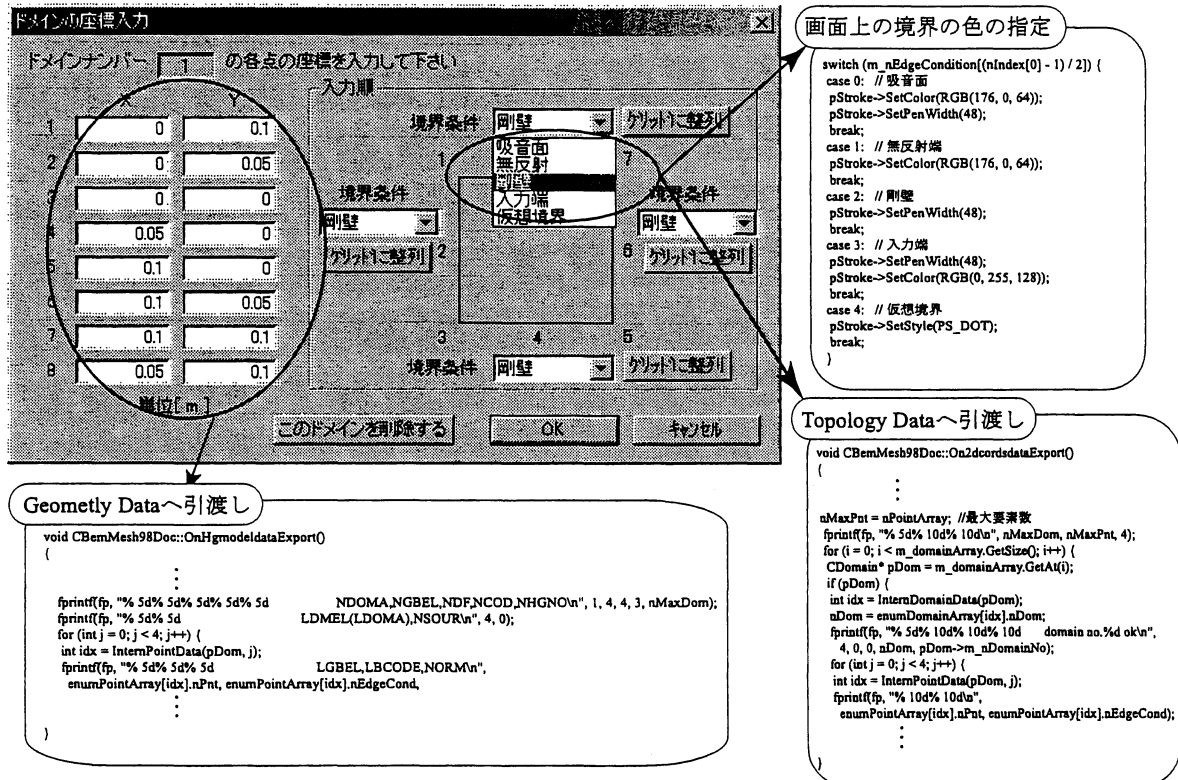 ドメインの座標入力
ドメインナンバー 1 の各点の座標を入力して下さい
X Y
1 0 0.1
2 0 0.05
3 0 0
4 0.05 0
5 0.1 0
6 0.1 0.05
7 0.1 0.1
8 0.05 0.1
単位[ m ]
入力順
境界条件 剛壁 グリッドに整列
吸音面
無反射
剛壁
入力端
仮想境界
1 7
境界条件
剛壁
グリッドに整列 2
境界条件
剛壁
6 グリッドに整列
3 4 5
境界条件 剛壁 グリッドに整列
このドメインを削除する OK キャンセル
画面上の境界の色の指定
switch (m_nEdgeCondition[(nIndex[0] - 1) / 2]) {
case 0: // 吸音面
pStroke->SetColor(RGB(176, 0, 64));
pStroke->SetPenWidth(48);
break;
case 1: // 無反射端
pStroke->SetColor(RGB(176, 0, 64));
break;
case 2: // 剛壁
pStroke->SetPenWidth(48);
break;
case 3: // 入力端
pStroke->SetPenWidth(48);
pStroke->SetColor(RGB(0, 255, 128));
break;
case 4: // 仮想境界
pStroke->SetStyle(PS_DOT);
break;
}
Topology Dataへ引渡し
void CBemMesh98Doc::On2dcordsdataExport()
{
⋮
nMaxPnt = nPointArray; //最大要素数
fprintf(fp, "% 5d% 10d% 10d\n", nMaxDom, nMaxPnt, 4);
for (i = 0; i < m_domainArray.GetSize(); i++) {
CDomain* pDom = m_domainArray.GetAt(i);
if (pDom) {
int idx = InternDomainData(pDom);
nDom = enumDomainArray[idx].nDom;
fprintf(fp, "% 5d% 10d% 10d% 10d domain no.%d ok\n",
4, 0, 0, nDom, pDom->m_nDomainNo);
for (int j = 0; j < 4; j++) {
int idx = InternPointData(pDom, j);
fprintf(fp, "% 10d% 10d\n",
enumPointArray[idx].nPnt, enumPointArray[idx].nEdgeCond);
⋮
}
Geometly Dataへ引渡し
void CBemMesh98Doc::OnHgmodeldataExport()
{
⋮
fprintf(fp, "% 5d% 5d% 5d% 5d% 5d NDOMA,NGBEL,NDF,NCOD,NHGNO\n", 1, 4, 4, 3, nMaxDom);
fprintf(fp, "% 5d% 5d LDMEL(LDOMA),NSOUR\n", 4, 0);
for (int j = 0; j < 4; j++) {
int idx = InternPointData(pDom, j);
fprintf(fp, "% 5d% 5d% 5d LGBEL,LBCODE,NORM\n",
enumPointArray[idx].nPnt, enumPointArray[idx].nEdgeCond,
⋮
}